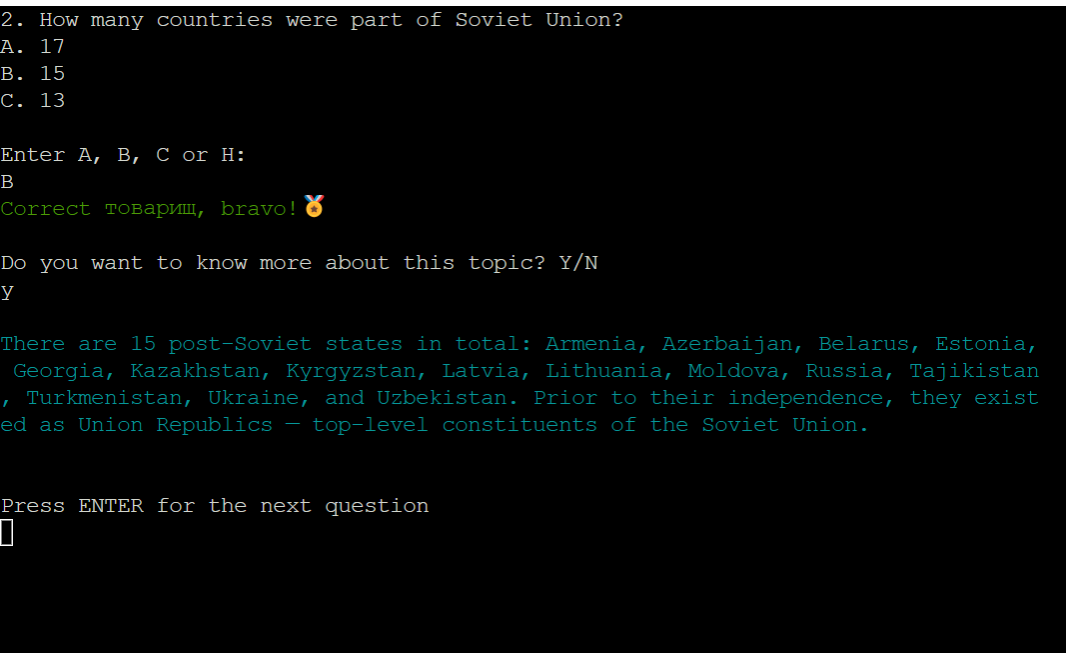 2. How many countries were part of Soviet Union?
A. 17
B. 15
C. 13
Enter A, B, C or H:
B
Correct товарищ, bravo!🏅
Do you want to know more about this topic? Y/N
y
There are 15 post-Soviet states in total: Armenia, Azerbaijan, Belarus, Estonia,
Georgia, Kazakhstan, Kyrgyzstan, Latvia, Lithuania, Moldova, Russia, Tajikistan
, Turkmenistan, Ukraine, and Uzbekistan. Prior to their independence, they exist
ed as Union Republics — top-level constituents of the Soviet Union.
Press ENTER for the next question